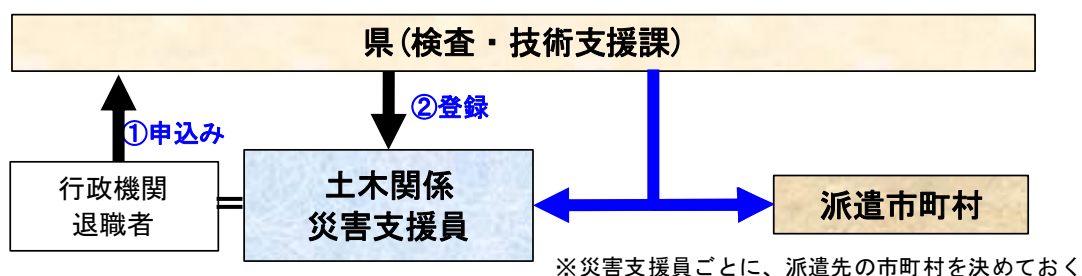 県(検査・技術支援課)
①申込み
②登録
行政機関
退職者
土木関係
災害支援員
派遣市町村
※災害支援員ごとに、派遣先の市町村を決めておく